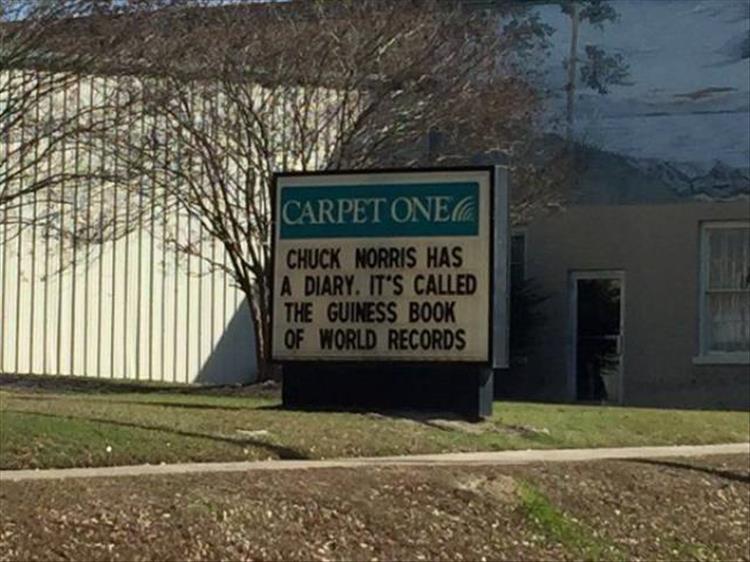 CARPET ONE
CHUCK NORRIS HAS
A DIARY. IT'S CALLED
THE GUINESS BOOK
OF WORLD RECORDS